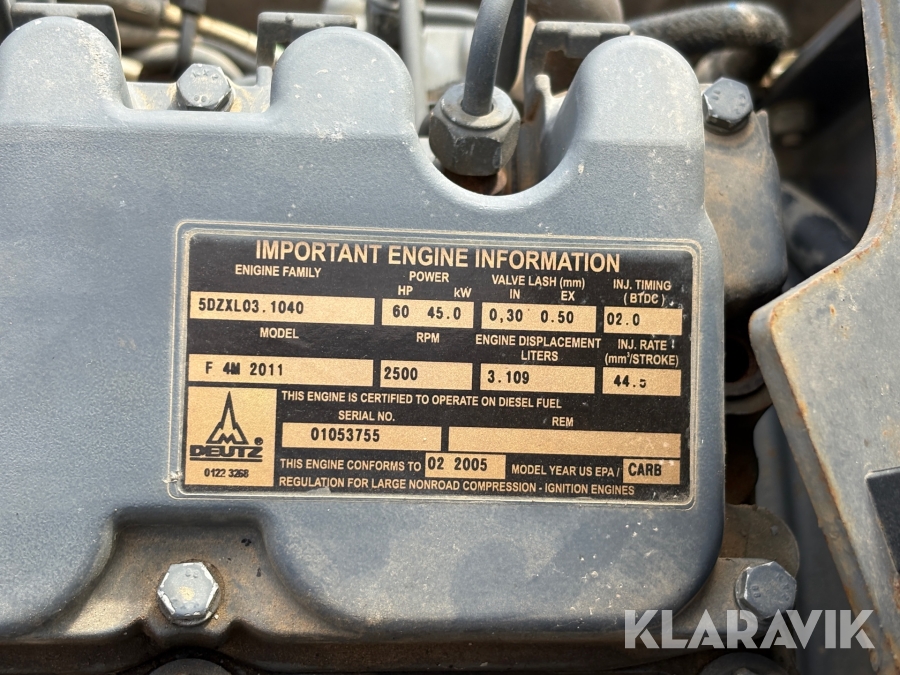 IMPORTANT ENGINE INFORMATION
ENIGINE FAMILY POWER VALVE LASH (mm) INJ. TIMING
HP kW IN EX (BTDC)
5DZXL03.1040 60 45.0 0,30 0.50 02.0
MODEL RPM ENGINE DISPLACEMENT LITERS INJ. RATE (mm³/STROKE)
F 4M 2011 2500 3.109 44.5
THIS ENGINE IS CERTIFIED TO OPERATE ON DIESEL FUEL
SERIAL NO. REM
01053755
DEUTZ ®
0122 3268
THIS ENGINE CONFORMS TO 02 2005 MODEL YEAR US EPA / CARB
REGULATION FOR LARGE NONROAD COMPRESSION - IGNITION ENGINES
KLARAVIK